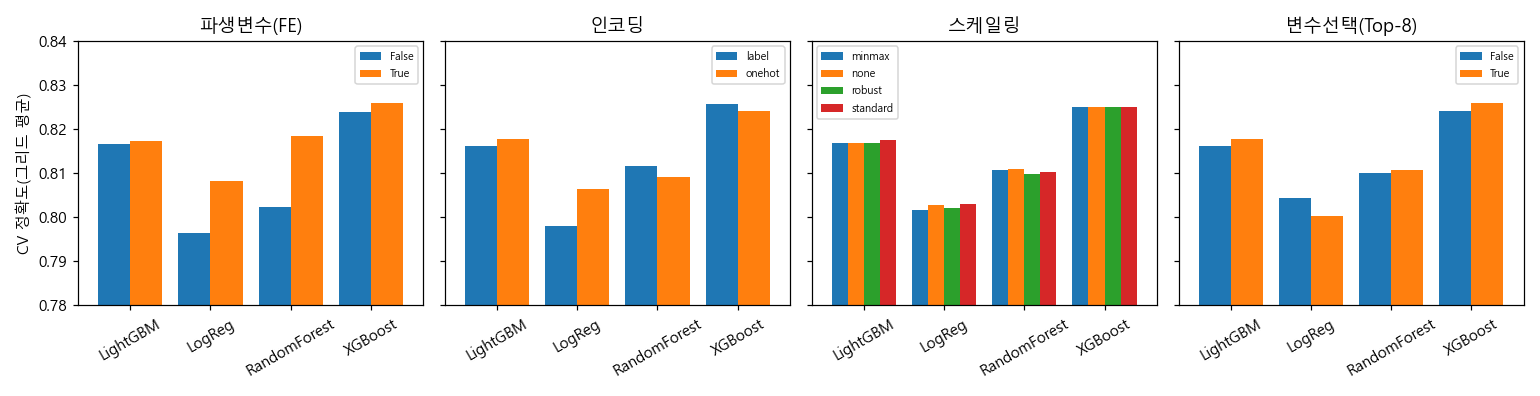 파생변수(FE)
False
True
CV 정확도(그리드 평균)
0.84
0.83
0.82
0.81
0.80
0.79
0.78
LightGBM
LogReg
RandomForest
XGBoost
인코딩
label
onehot
LightGBM
LogReg
RandomForest
XGBoost
스케일링
minmax
none
robust
standard
LightGBM
LogReg
RandomForest
XGBoost
변수선택(Top-8)
False
True
LightGBM
LogReg
RandomForest
XGBoost